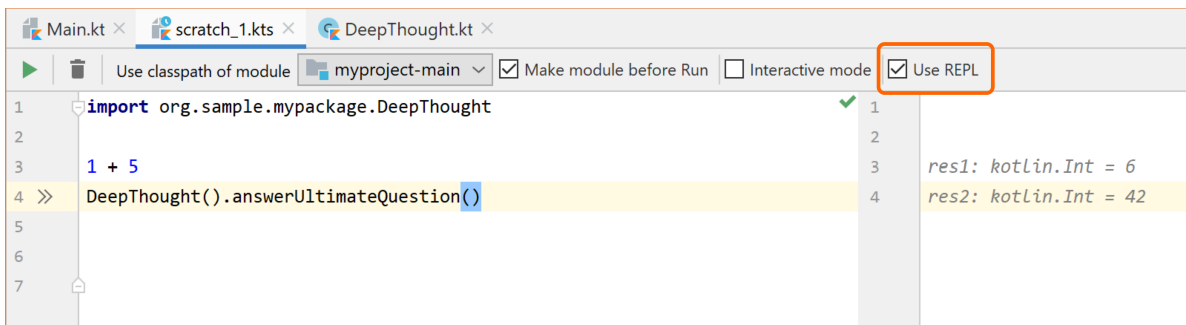 Main.kt scratch_1.kts DeepThought.kt
Use classpath of module myproject-main Make module before Run Interactive mode Use REPL
1 import org.sample.mypackage.DeepThought 1
2 2
3 1 + 5 3 res1: kotlin.Int = 6
4 DeepThought().answerUltimateQuestion() 4 res2: kotlin.Int = 42
5
6
7